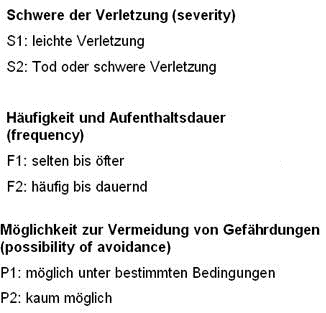 Schwere der Verletzung (severity)
S1: leichte Verletzung
S2: Tod oder schwere Verletzung
Häufigkeit und Aufenthaltsdauer
(frequency)
F1: selten bis öfter
F2: häufig bis dauernd
Möglichkeit zur Vermeidung von Gefährdungen
(possibility of avoidance)
P1: möglich unter bestimmten Bedingungen
P2: kaum möglich